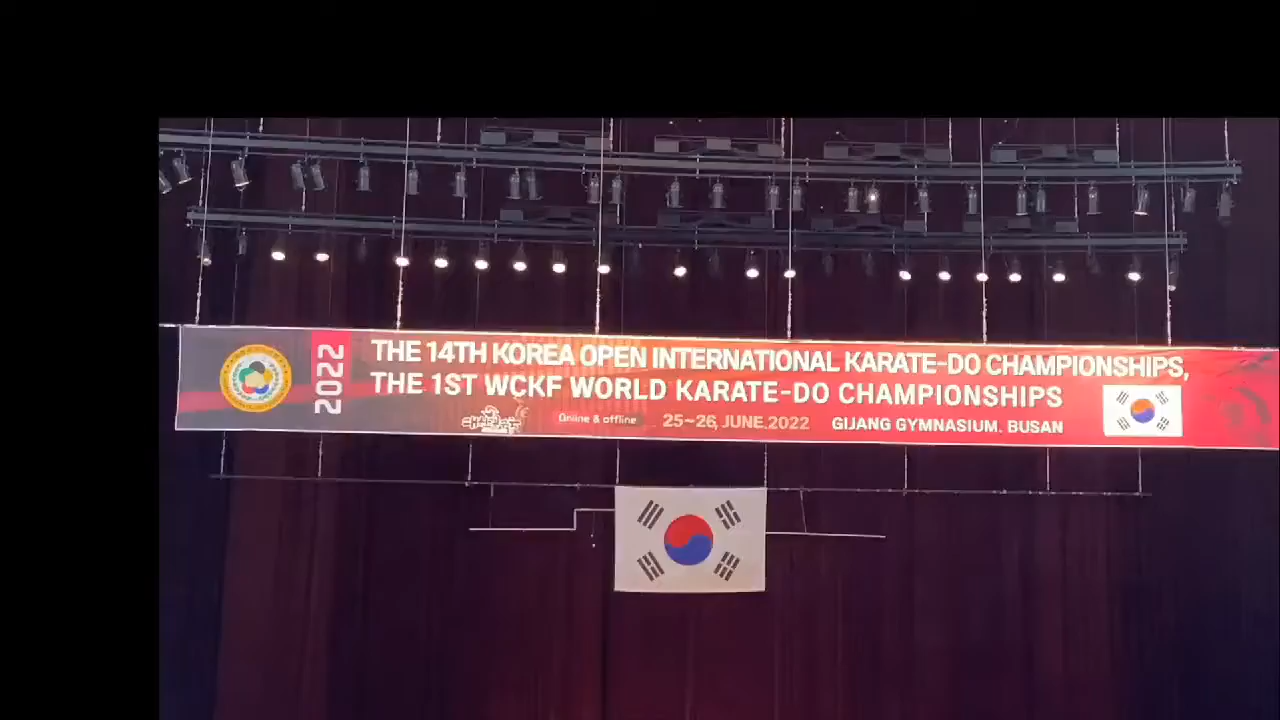 2022
THE 14TH KOREA OPEN INTERNATIONAL KARATE-DO CHAMPIONSHIPS,
THE 1ST WCKF WORLD KARATE-DO CHAMPIONSHIPS
Online & offline 25~26, JUNE.2022 GIJANG GYMNASIUM. BUSAN